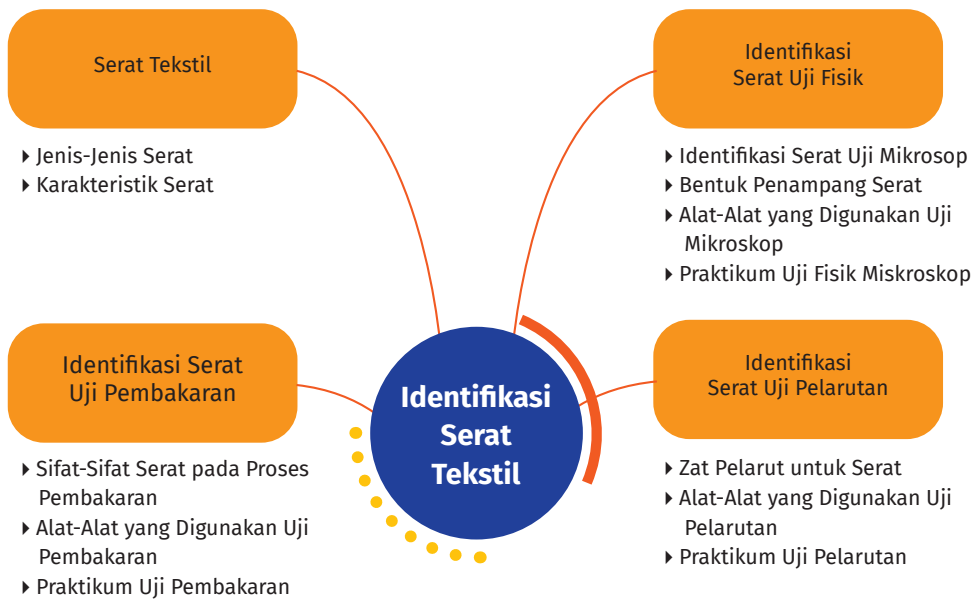 Serat Tekstil
▸ Jenis-Jenis Serat
▸ Karakteristik Serat
Identifikasi
Serat Uji Fisik
▸ Identifikasi Serat Uji Mikrosop
▸ Bentuk Penampang Serat
▸ Alat-Alat yang Digunakan Uji
Mikroskop
▸ Praktikum Uji Fisik Miskroskop
Identifikasi
Serat
Tekstil
Identifikasi Serat
Uji Pembakaran
▸ Sifat-Sifat Serat pada Proses
Pembakaran
▸ Alat-Alat yang Digunakan Uji
Pembakaran
▸ Praktikum Uji Pembakaran
Identifikasi
Serat Uji Pelarutan
▸ Zat Pelarut untuk Serat
▸ Alat-Alat yang Digunakan Uji
Pelarutan
▸ Praktikum Uji Pelarutan